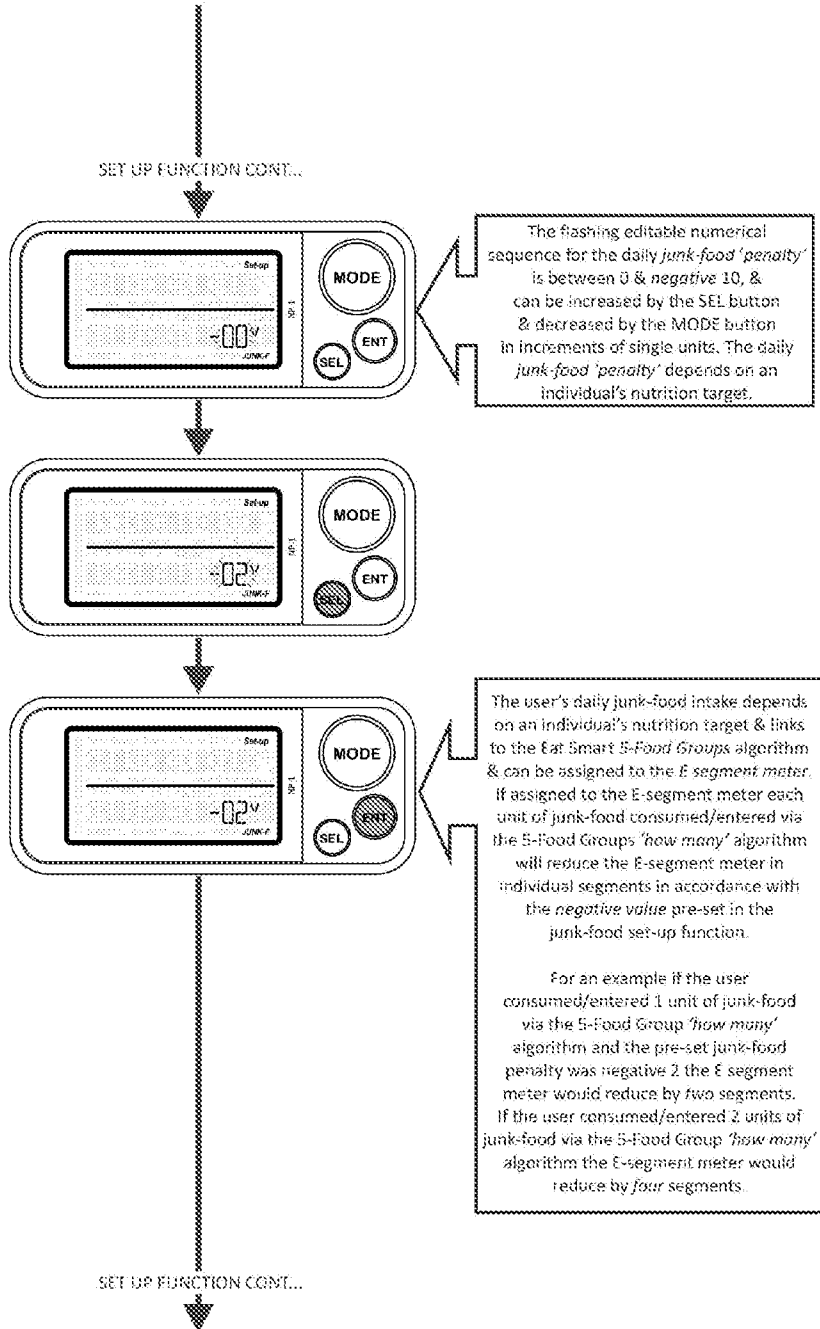 SET UP FUNCTION CONT...
Set-up
-00
JUNK-F
NP-1
MODE
ENT
SEL
The flashing editable numerical
sequence for the daily junk-food 'penalty'
is between 0 & negative 10, &
can be increased by the SEL button
& decreased by the MODE button
in increments of single units. The daily
junk-food 'penalty' depends on an
individual's nutrition target.
Set-up
-02
JUNK-F
NP-1
MODE
ENT
SEL
Set-up
-02
JUNK-F
NP-1
MODE
ENT
SEL
The user's daily junk-food intake depends
on an individual's nutrition target & links
to the Eat Smart 5-Food Groups algorithm
& can be assigned to the E segment meter.
If assigned to the E-segment meter each
unit of junk-food consumed/entered via
the 5-Food Groups 'how many' algorithm
will reduce the E-segment meter in
individual segments in accordance with
the negative value pre-set in the
junk-food set-up function.
For an example if the user
consumed/entered 1 unit of junk-food
via the 5-Food Group 'how many'
algorithm and the pre-set junk-food
penalty was negative 2 the E segment
meter would reduce by two segments.
If the user consumed/entered 2 units of
junk-food via the 5-Food Group 'how many'
algorithm the E-segment meter would
reduce by four segments.
SET UP FUNCTION CONT...